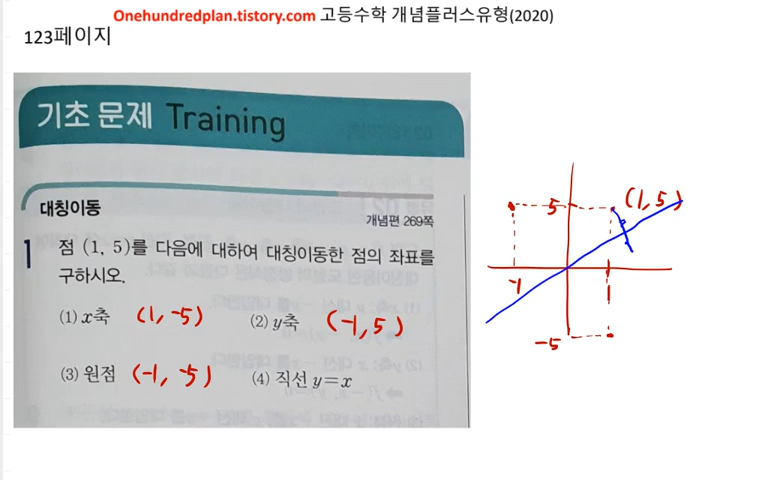 Onehundredplan.tistory.com 고등수학 개념플러스유형(2020)
123페이지
기초 문제 Training
대칭이동
개념편 269쪽
1 점 (1, 5)를 다음에 대하여 대칭이동한 점의 좌표를
구하시오.
(1) x축 (1, -5) (2) y축 (-1, 5)
(3) 원점 (-1, -5) (4) 직선 y=x
(1, 5)
5
-1
-5